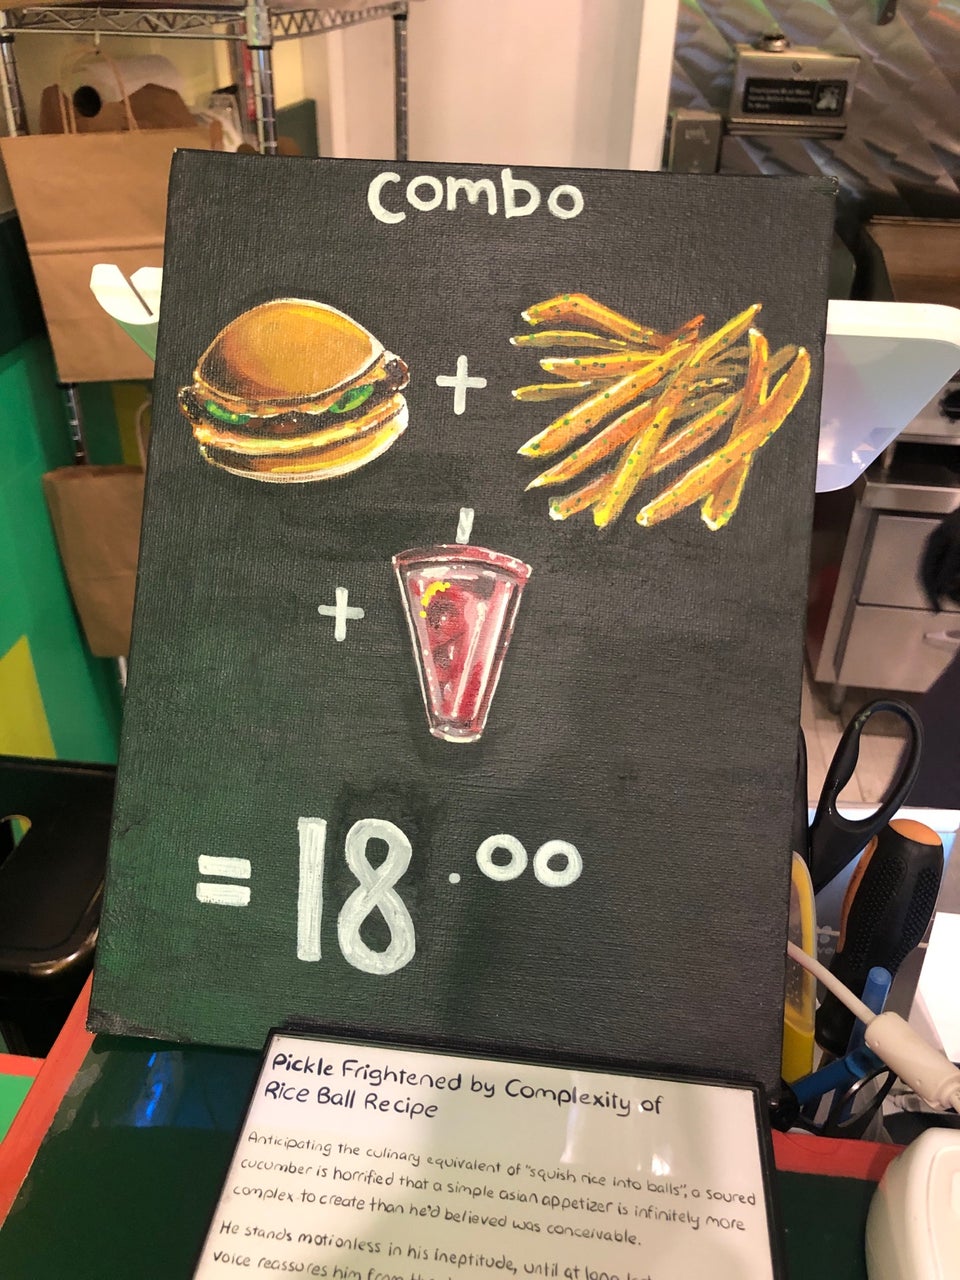 Combo
+
+
= 18.00
Pickle Frightened by Complexity of
Rice Ball Recipe
Anticipating the culinary equivalent of "squish rice into balls", a soured
cucumber is horrified that a simple asian appetizer is infinitely more
complex to create than he'd believed was conceivable.
He stands motionless in his ineptitude, until at long
voice reassures him from